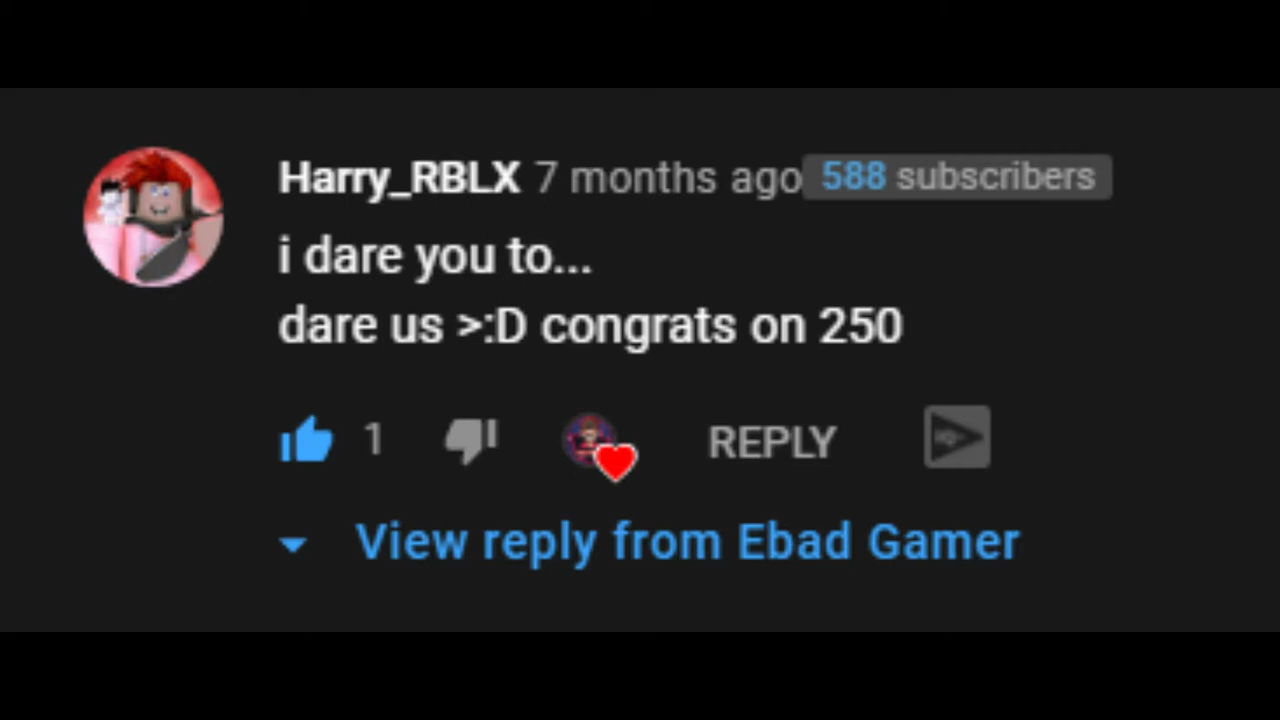 Harry_RBLX 7 months ago 588 subscribers
i dare you to...
dare us >:D congrats on 250
1 REPLY
View reply from Ebad Gamer